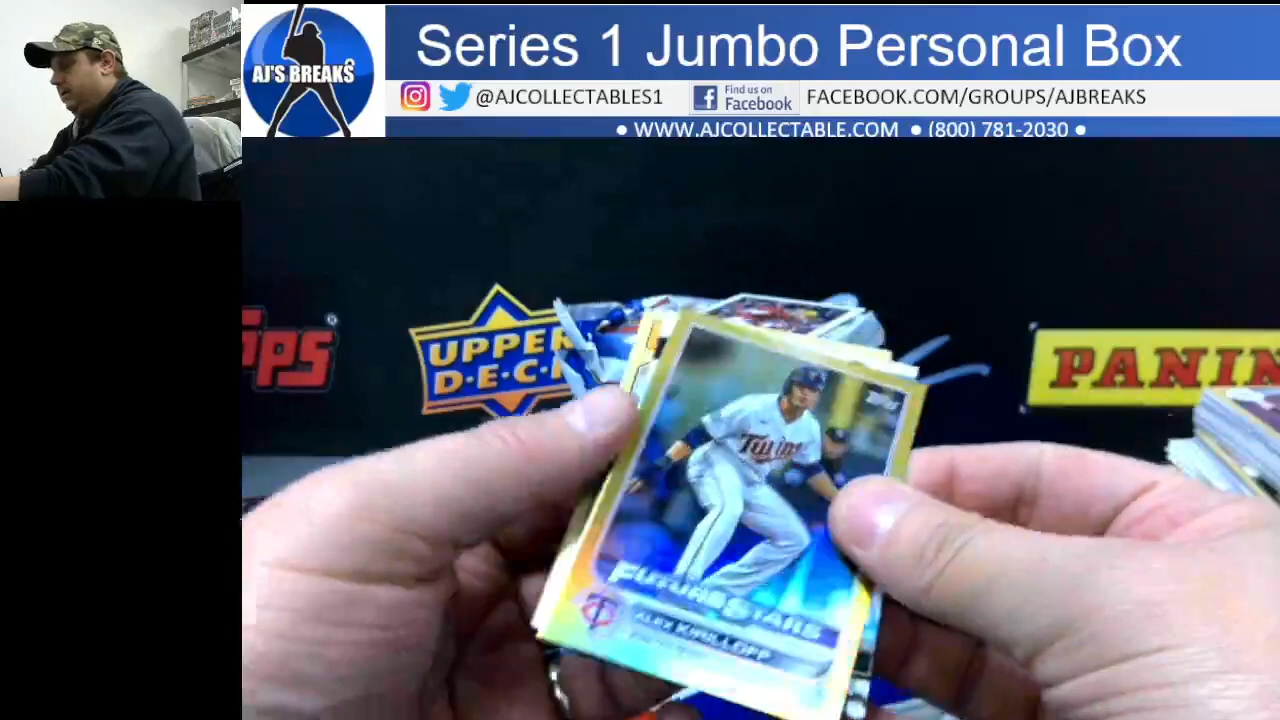 Series 1 Jumbo Personal Box
AJ'S BREAKS
@AJCOLLECTABLES1
Find us on
Facebook
FACEBOOK.COM/GROUPS/AJBREAKS
• WWW.AJCOLLECTABLE.COM • (800) 781-2030 •
UPPER
D·E·C·
PANIN
Topps
Twins
FUTURE STARS
ALEX KIRILLOFF